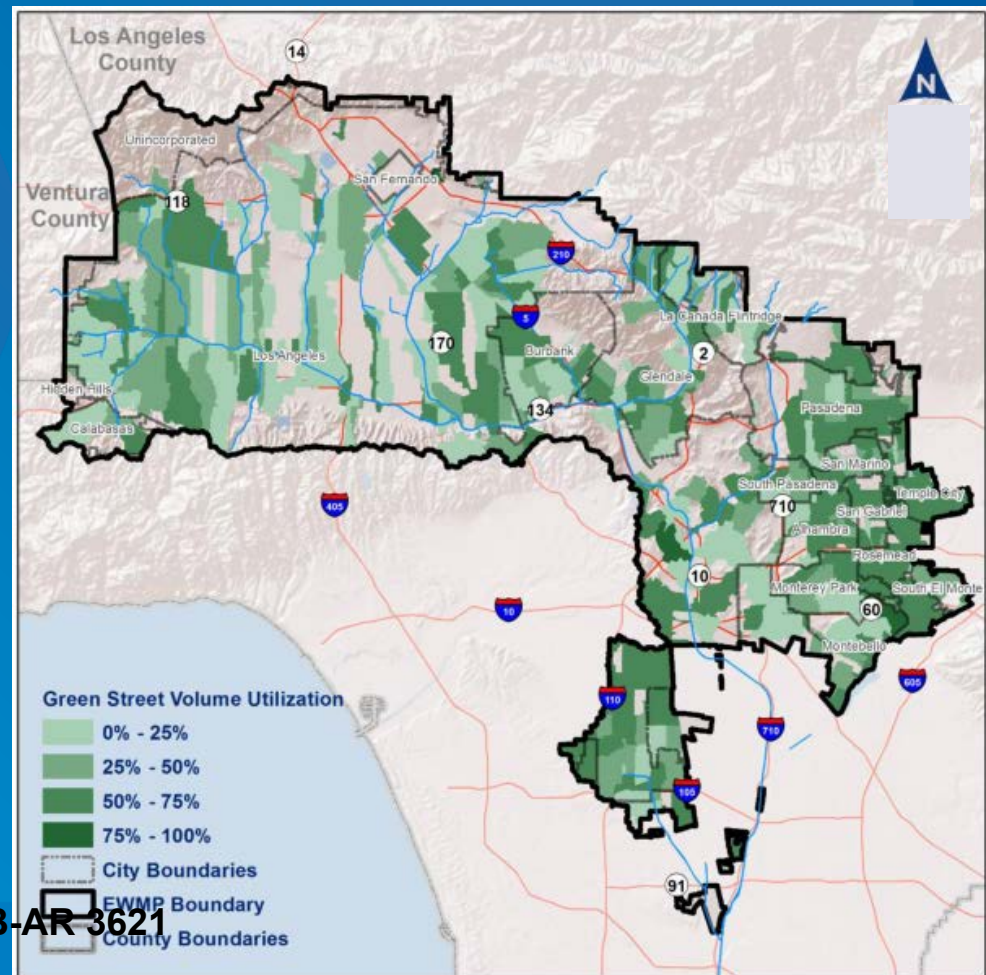 Los Angeles
County
14
N
Unincorporated
San Fernando
Ventura
County
118
210
La Canada Flintridge
5
170
Burbank
2
Los Angeles
Glendale
Hidden Hills
134
Pasadena
Calabasas
San Marino
South Pasadena
Temple City
405
710
San Gabriel
Alhambra
Rosemead
10
Monterey Park
South El Monte
10
60
Montebello
605
Green Street Volume Utilization
110
0% - 25%
710
25% - 50%
105
50% - 75%
75% - 100%
City Boundaries
91
EWMP Boundary
3-AR 3621
County Boundaries